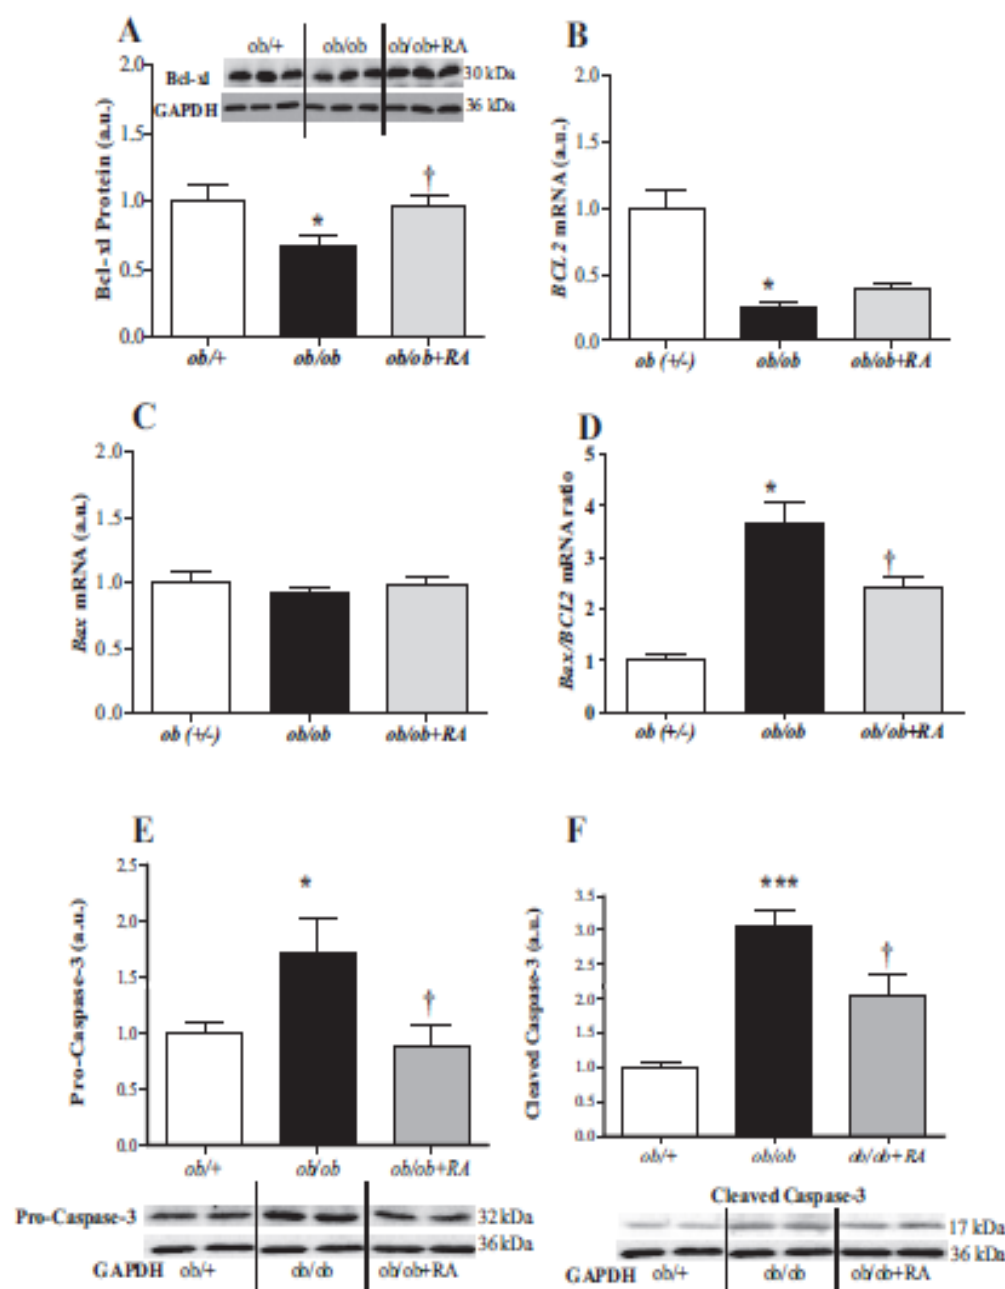 A
ob/+ ob/ob ob/ob+RA
Bcl-xl 30 kDa
GAPDH 36 kDa
Bcl-xl Protein (a.u.)
2.0
1.5
1.0
0.5
0.0
*
†
ob/+ ob/ob ob/ob+RA
B
BCL2 mRNA (a.u.)
2.0
1.5
1.0
0.5
0.0
*
ob (+/-) ob/ob ob/ob+RA
C
Bax mRNA (a.u.)
2.0
1.5
1.0
0.5
0.0
ob (+/-) ob/ob ob/ob+RA
D
Bax/BCL2 mRNA ratio
5
4
3
2
1
0
*
†
ob (+/-) ob/ob ob/ob+RA
E
Pro-Caspase-3 (a.u.)
2.5
2.0
1.5
1.0
0.5
0.0
*
†
ob/+ ob/ob ob/ob+RA
Pro-Caspase-3 32 kDa
36 kDa
GAPDH ob/+ ob/ob ob/ob+RA
F
Cleaved Caspase-3 (a.u.)
3.5
3.0
2.5
2.0
1.5
1.0
0.5
0.0
***
†
ob/+ ob/ob ob/ob+RA
Cleaved Caspase-3
17 kDa
36 kDa
GAPDH ob/+ ob/ob ob/ob+RA